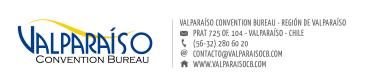 VALPARAÍSO
CONVENTION BUREAU
VALPARAÍSO CONVENTION BUREAU - REGIÓN DE VALPARAÍSO
PRAT 725 OF. 104 - VALPARAÍSO - CHILE
(56-32) 280 60 20
CONTACTO@VALPARAISOCB.COM
WWW.VALPARAISOCB.COM